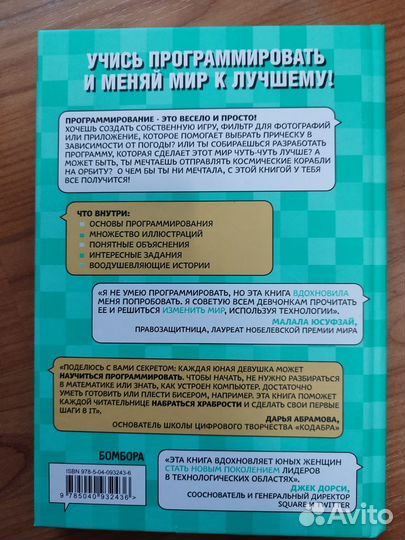 УЧИСЬ ПРОГРАММИРОВАТЬ
И МЕНЯЙ МИР К ЛУЧШЕМУ!
ПРОГРАММИРОВАНИЕ - ЭТО ВЕСЕЛО И ПРОСТО!
ХОЧЕШЬ СОЗДАТЬ СОБСТВЕННУЮ ИГРУ, ФИЛЬТР ДЛЯ ФОТОГРАФИЙ
ИЛИ ПРИЛОЖЕНИЕ, КОТОРОЕ ПОМОГАЕТ ВЫБРАТЬ ПРИЧЕСКУ В
ЗАВИСИМОСТИ ОТ ПОГОДЫ? ИЛИ ТЫ СОБИРАЕШЬСЯ РАЗРАБОТАТЬ
ПРОГРАММУ, КОТОРАЯ СДЕЛАЕТ ЭТОТ МИР ЧУТЬ-ЧУТЬ ЛУЧШЕ? А
МОЖЕТ БЫТЬ, ТЫ МЕЧТАЕШЬ ОТПРАВЛЯТЬ КОСМИЧЕСКИЕ КОРАБЛИ
НА ОРБИТУ? О ЧЕМ БЫ ТЫ НИ МЕЧТАЛА, С ЭТОЙ КНИГОЙ У ТЕБЯ
ВСЕ ПОЛУЧИТСЯ!
ЧТО ВНУТРИ:
ОСНОВЫ ПРОГРАММИРОВАНИЯ
МНОЖЕСТВО ИЛЛЮСТРАЦИЙ
ПОНЯТНЫЕ ОБЪЯСНЕНИЯ
ИНТЕРЕСНЫЕ ЗАДАНИЯ
ВООДУШЕВЛЯЮЩИЕ ИСТОРИИ
«Я НЕ УМЕЮ ПРОГРАММИРОВАТЬ, НО ЭТА КНИГА ВДОХНОВИЛА
МЕНЯ ПОПРОБОВАТЬ. Я СОВЕТУЮ ВСЕМ ДЕВЧОНКАМ ПРОЧИТАТЬ
ЕЕ И РЕШИТЬСЯ ИЗМЕНИТЬ МИР, ИСПОЛЬЗУЯ ТЕХНОЛОГИИ».
МАЛАЛА ЮСУФЗАЙ,
ПРАВОЗАЩИТНИЦА, ЛАУРЕАТ НОБЕЛЕВСКОЙ ПРЕМИИ МИРА
«ПОДЕЛЮСЬ С ВАМИ СЕКРЕТОМ: КАЖДАЯ ЮНАЯ ДЕВУШКА МОЖЕТ
НАУЧИТЬСЯ ПРОГРАММИРОВАТЬ. ЧТОБЫ НАЧАТЬ, НЕ НУЖНО РАЗБИРАТЬСЯ
В МАТЕМАТИКЕ ИЛИ ЗНАТЬ, КАК УСТРОЕН КОМПЬЮТЕР. ДОСТАТОЧНО
УМЕТЬ ГОТОВИТЬ ИЛИ ПЛЕСТИ БИСЕРОМ, НАПРИМЕР. ЭТА КНИГА ПОМОЖЕТ
КАЖДОЙ ЧИТАТЕЛЬНИЦЕ НАБРАТЬСЯ ХРАБРОСТИ И СДЕЛАТЬ СВОИ ПЕРВЫЕ
ШАГИ В IT».
ДАРЬЯ АБРАМОВА,
ОСНОВАТЕЛЬ ШКОЛЫ ЦИФРОВОГО ТВОРЧЕСТВА «КОДАБРА»
БОМБОРА
ISBN 978-5-04-093243-6
9 785040 932436 >
«ЭТА КНИГА ВДОХНОВЛЯЕТ ЮНЫХ ЖЕНЩИН
СТАТЬ НОВЫМ ПОКОЛЕНИЕМ ЛИДЕРОВ
В ТЕХНОЛОГИЧЕСКИХ ОБЛАСТЯХ».
ДЖЕК ДОРСИ,
СООСНОВАТЕЛЬ И ГЕНЕРАЛЬНЫЙ ДИРЕКТОР
SQUARE И TWITTER
Avito